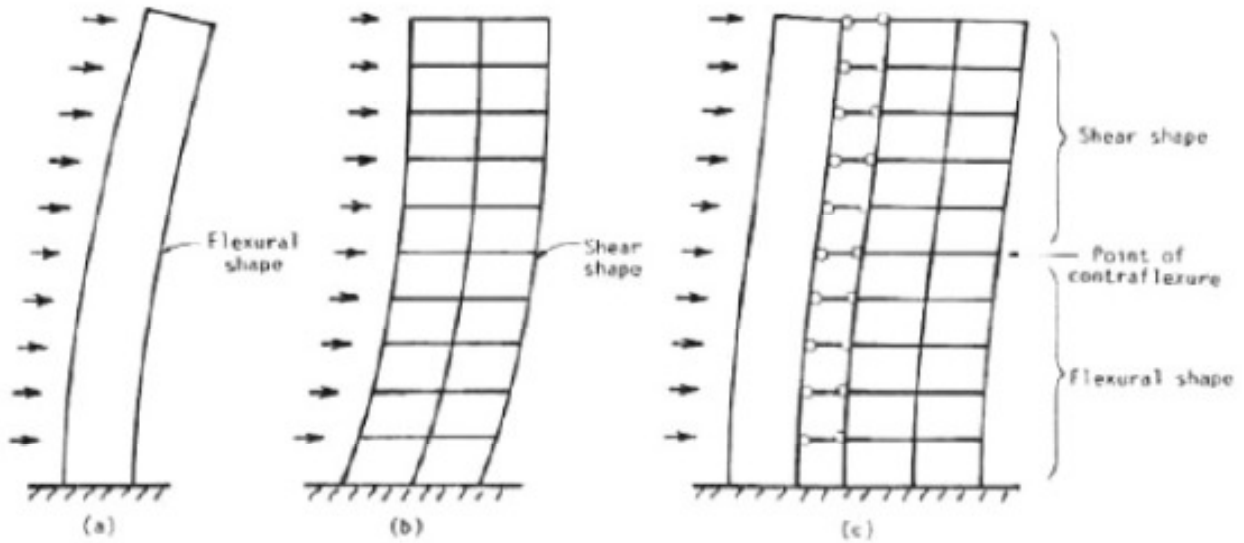 Flexural
shape
Shear
shape
Shear shape
Point of
contraflexure
Flexural shape
(a)
(b)
(c)